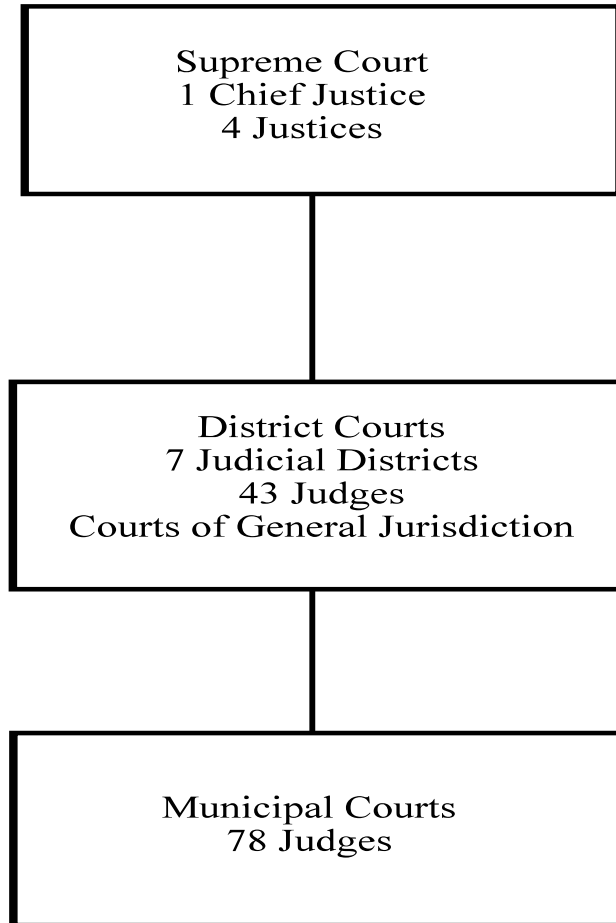 Supreme Court
1 Chief Justice
4 Justices
District Courts
7 Judicial Districts
43 Judges
Courts of General Jurisdiction
Municipal Courts
78 Judges